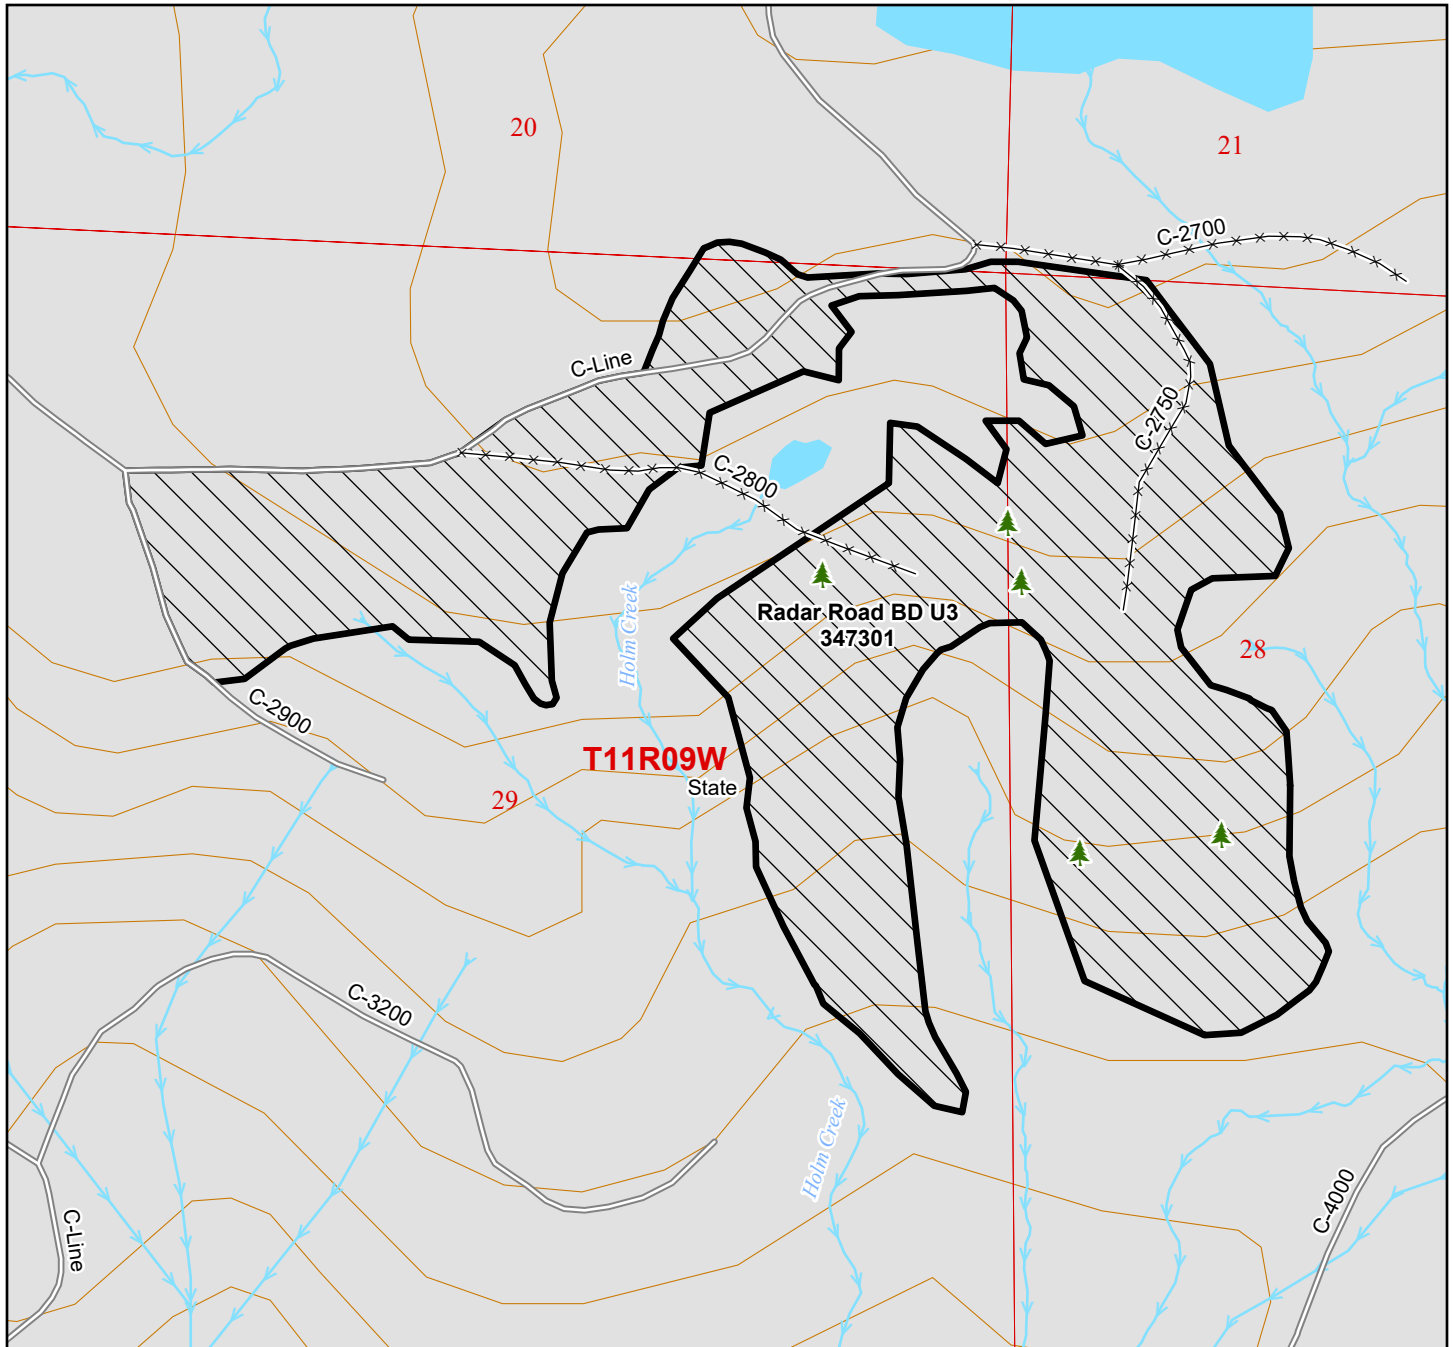 20
21
C-2700
C-Line
C-2750
C-2800
Holm Creek
Radar Road BD U3
347301
28
C-2900
T11R09W
State
29
C-3200
Holm Creek
C-4000
C-Line